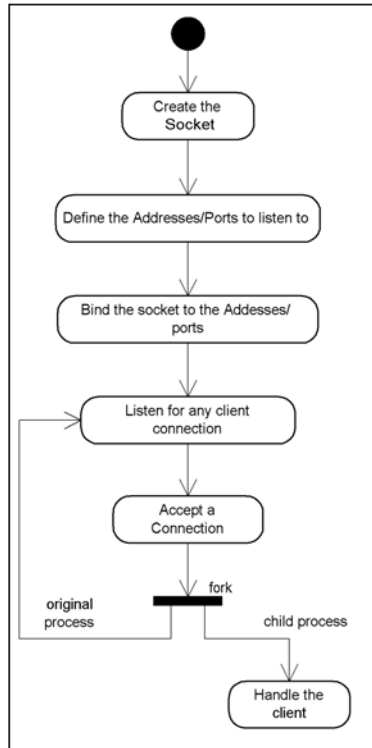 Create the
Socket
Define the Addresses/Ports to listen to
Bind the socket to the Addesses/
ports
Listen for any client
connection
Accept a
Connection
fork
original
process
child process
Handle the
client